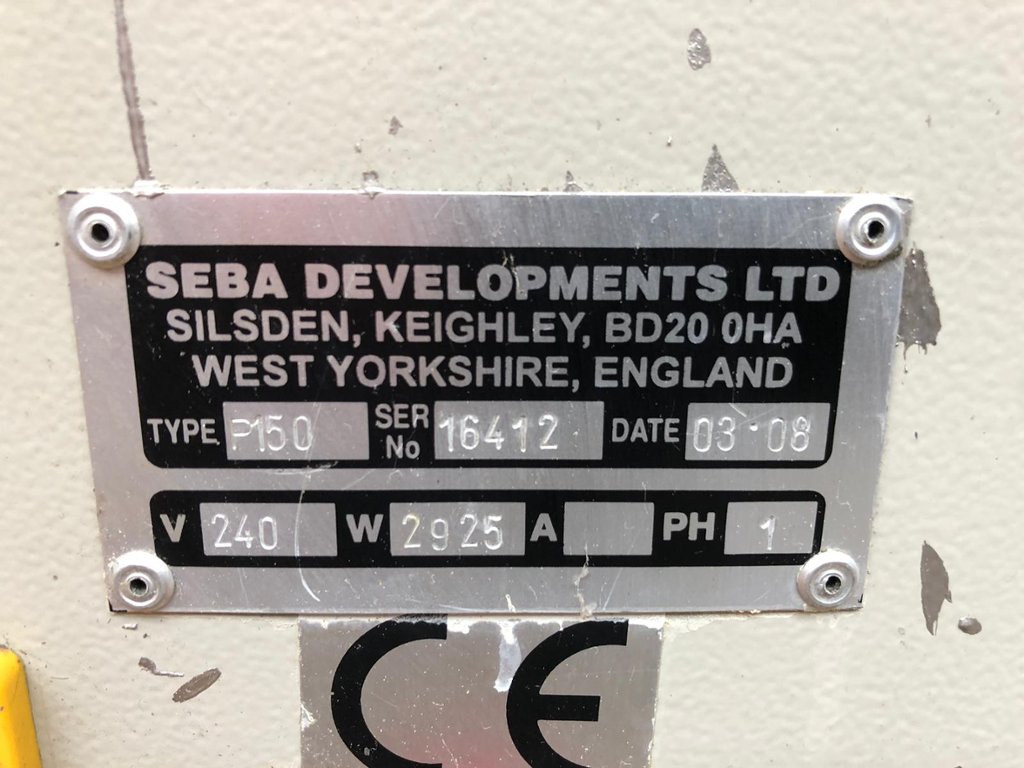 SEBA DEVELOPMENTS LTD
SILSDEN, KEIGHLEY, BD20 0HA
WEST YORKSHIRE, ENGLAND
TYPE P150 SER No 16412 DATE 03·08
V 240 W 2925 A PH 1
CE